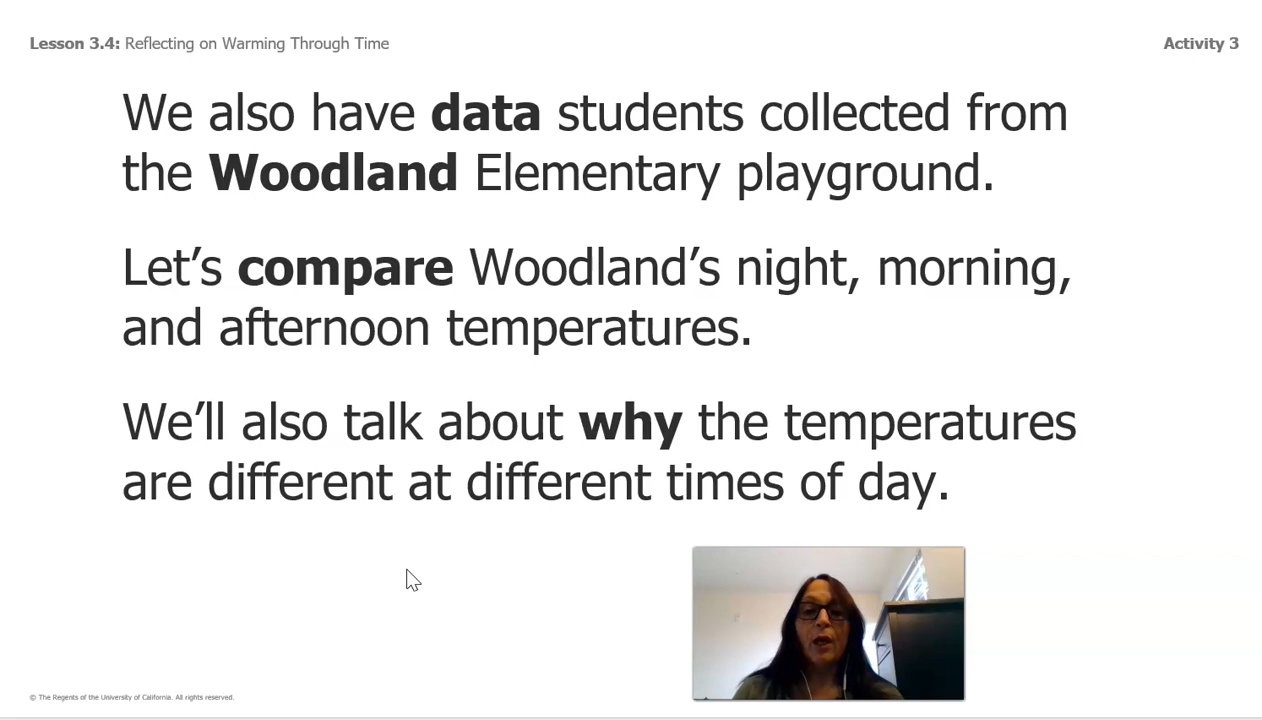 Lesson 3.4: Reflecting on Warming Through Time
Activity 3
We also have data students collected from
the Woodland Elementary playground.
Let’s compare Woodland’s night, morning,
and afternoon temperatures.
We’ll also talk about why the temperatures
are different at different times of day.
© The Regents of the University of California. All rights reserved.